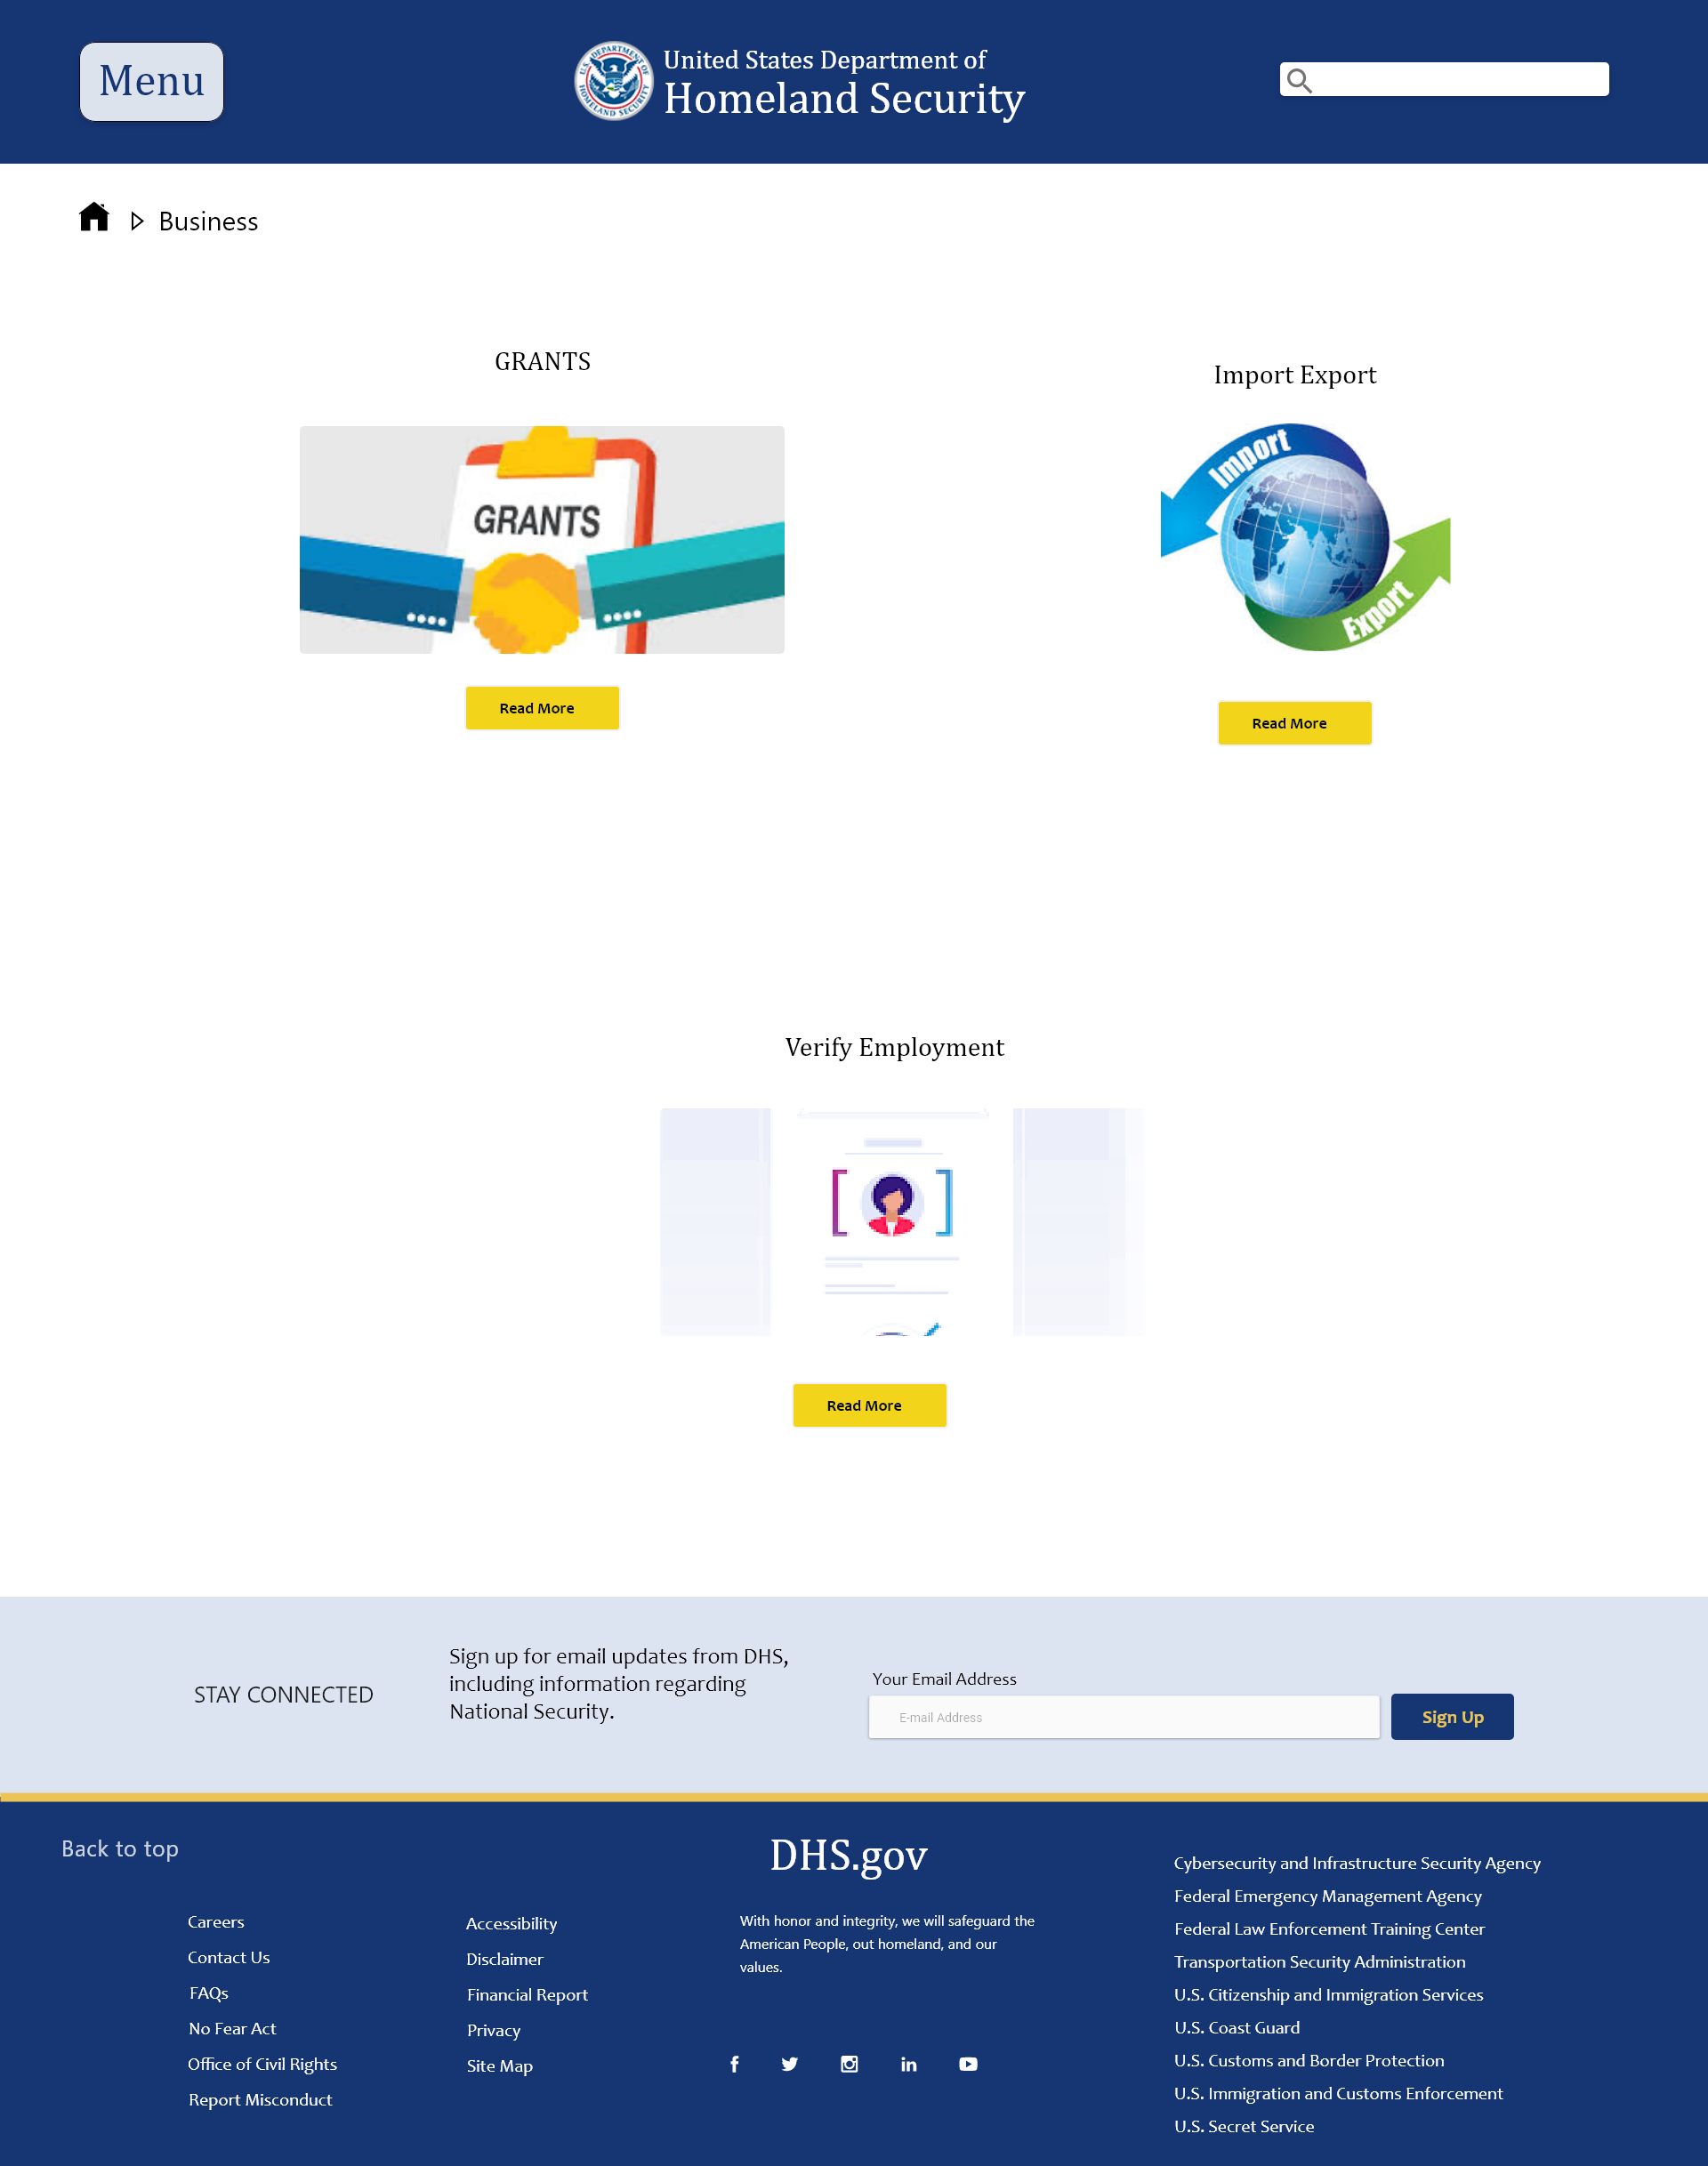 Menu
U.S. DEPARTMENT OF
HOMELAND SECURITY
United States Department of
Homeland Security
Business
GRANTS
GRANTS
Read More
Import Export
Import
Export
Read More
Verify Employment
Read More
STAY CONNECTED
Sign up for email updates from DHS,
including information regarding
National Security.
Your Email Address
E-mail Address
Sign Up
Back to top
Careers
Contact Us
FAQs
No Fear Act
Office of Civil Rights
Report Misconduct
Accessibility
Disclaimer
Financial Report
Privacy
Site Map
DHS.gov
With honor and integrity, we will safeguard the
American People, out homeland, and our
values.
Cybersecurity and Infrastructure Security Agency
Federal Emergency Management Agency
Federal Law Enforcement Training Center
Transportation Security Administration
U.S. Citizenship and Immigration Services
U.S. Coast Guard
U.S. Customs and Border Protection
U.S. Immigration and Customs Enforcement
U.S. Secret Service